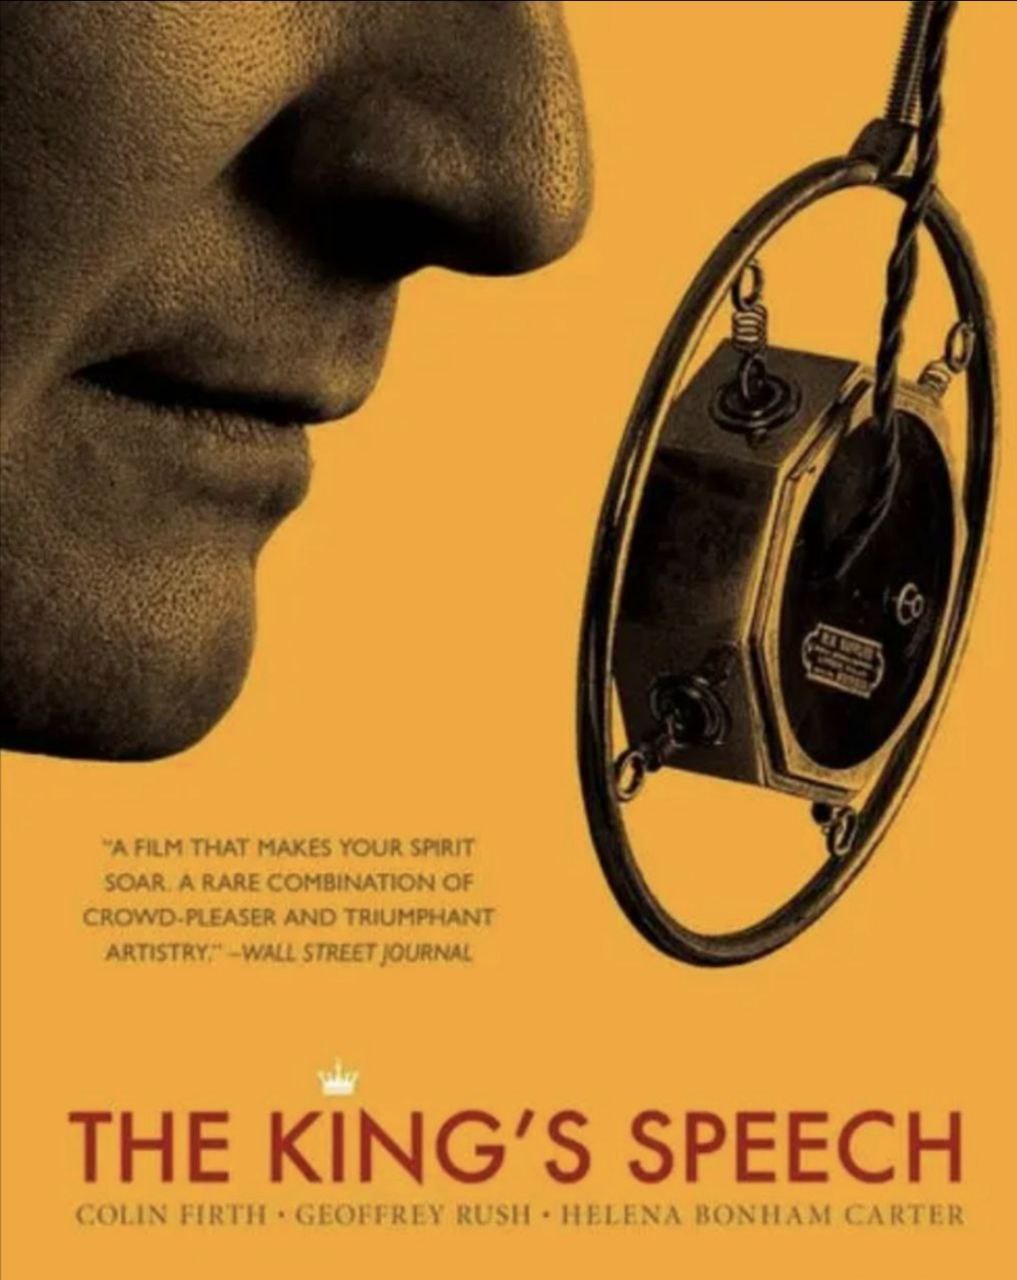 "A FILM THAT MAKES YOUR SPIRIT
SOAR. A RARE COMBINATION OF
CROWD-PLEASER AND TRIUMPHANT
ARTISTRY." –WALL STREET JOURNAL
THE KING'S SPEECH
COLIN FIRTH • GEOFFREY RUSH • HELENA BONHAM CARTER